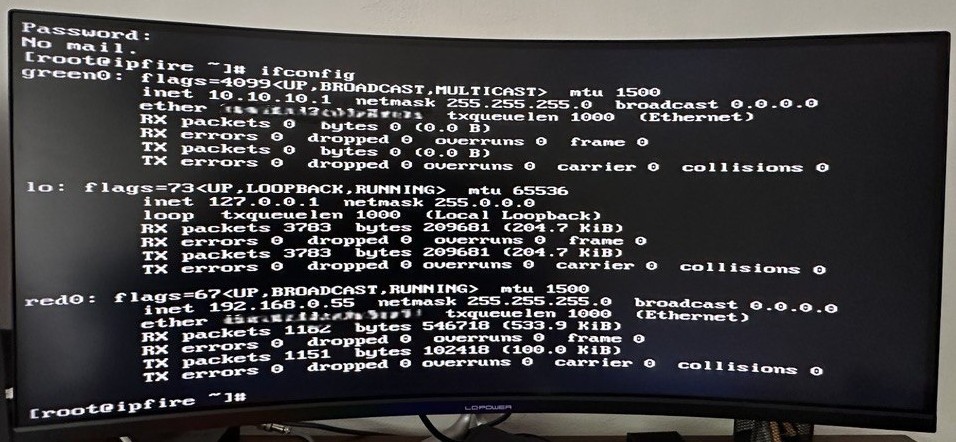 Password:
No mail.
[root@ipfire ~]# ifconfig
green0: flags=4099<UP,BROADCAST,MULTICAST>  mtu 1500
inet 10.10.10.1  netmask 255.255.255.0  broadcast 0.0.0.0
ether  txqueuelen 1000  (Ethernet)
RX packets 0  bytes 0 (0.0 B)
RX errors 0  dropped 0  overruns 0  frame 0
TX packets 0  bytes 0 (0.0 B)
TX errors 0  dropped 0 overruns 0  carrier 0  collisions 0
lo: flags=73<UP,LOOPBACK,RUNNING>  mtu 65536
inet 127.0.0.1  netmask 255.0.0.0
loop  txqueuelen 1000  (Local Loopback)
RX packets 3783  bytes 209681 (204.7 KiB)
RX errors 0  dropped 0  overruns 0  frame 0
TX packets 3783  bytes 209681 (204.7 KiB)
TX errors 0  dropped 0 overruns 0  carrier 0  collisions 0
red0: flags=67<UP,BROADCAST,RUNNING>  mtu 1500
inet 192.168.0.55  netmask 255.255.255.0  broadcast 0.0.0.0
ether  txqueuelen 1000  (Ethernet)
RX packets 1182  bytes 546718 (533.9 KiB)
RX errors 0  dropped 0  overruns 0  frame 0
TX packets 1151  bytes 102418 (100.0 KiB)
TX errors 0  dropped 0 overruns 0  carrier 0  collisions 0
[root@ipfire ~]#
LCPOWER